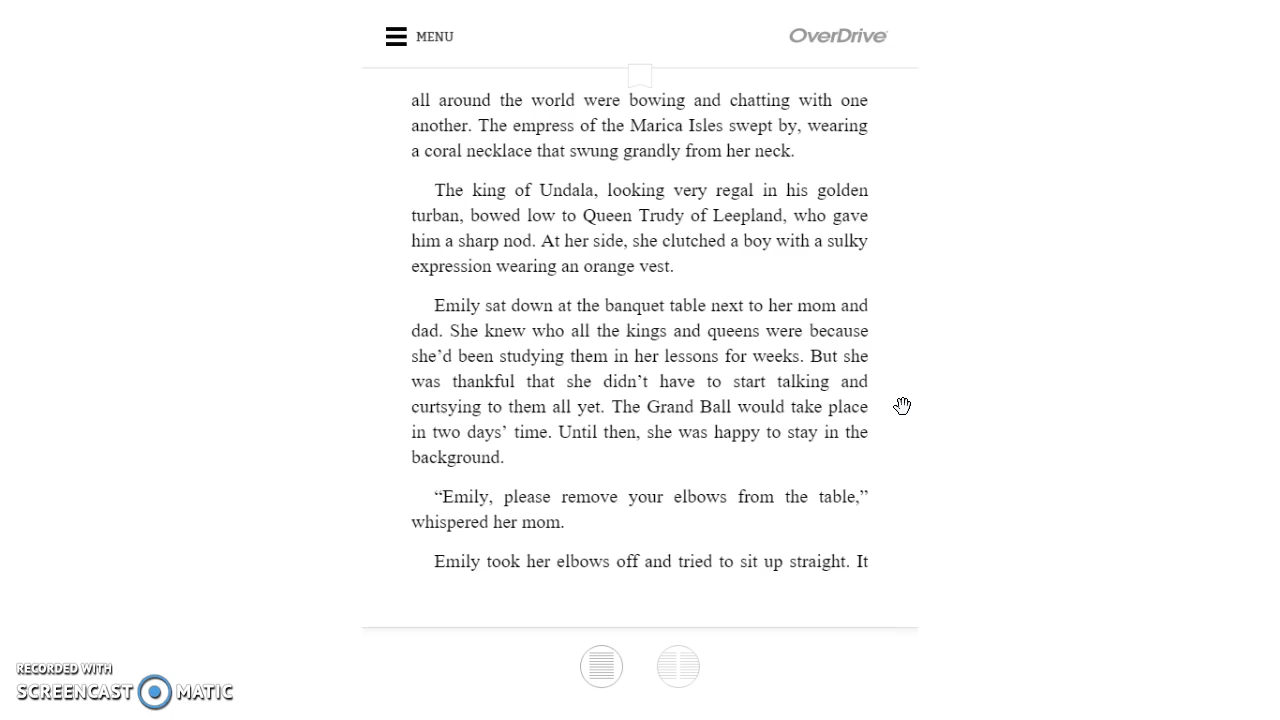 MENU
OverDrive
all around the world were bowing and chatting with one
another. The empress of the Marica Isles swept by, wearing
a coral necklace that swung grandly from her neck.
The king of Undala, looking very regal in his golden
turban, bowed low to Queen Trudy of Leepland, who gave
him a sharp nod. At her side, she clutched a boy with a sulky
expression wearing an orange vest.
Emily sat down at the banquet table next to her mom and
dad. She knew who all the kings and queens were because
she’d been studying them in her lessons for weeks. But she
was thankful that she didn’t have to start talking and
curtsying to them all yet. The Grand Ball would take place
in two days’ time. Until then, she was happy to stay in the
background.
“Emily, please remove your elbows from the table,”
whispered her mom.
Emily took her elbows off and tried to sit up straight. It
RECORDED WITH
SCREENCAST MATIC